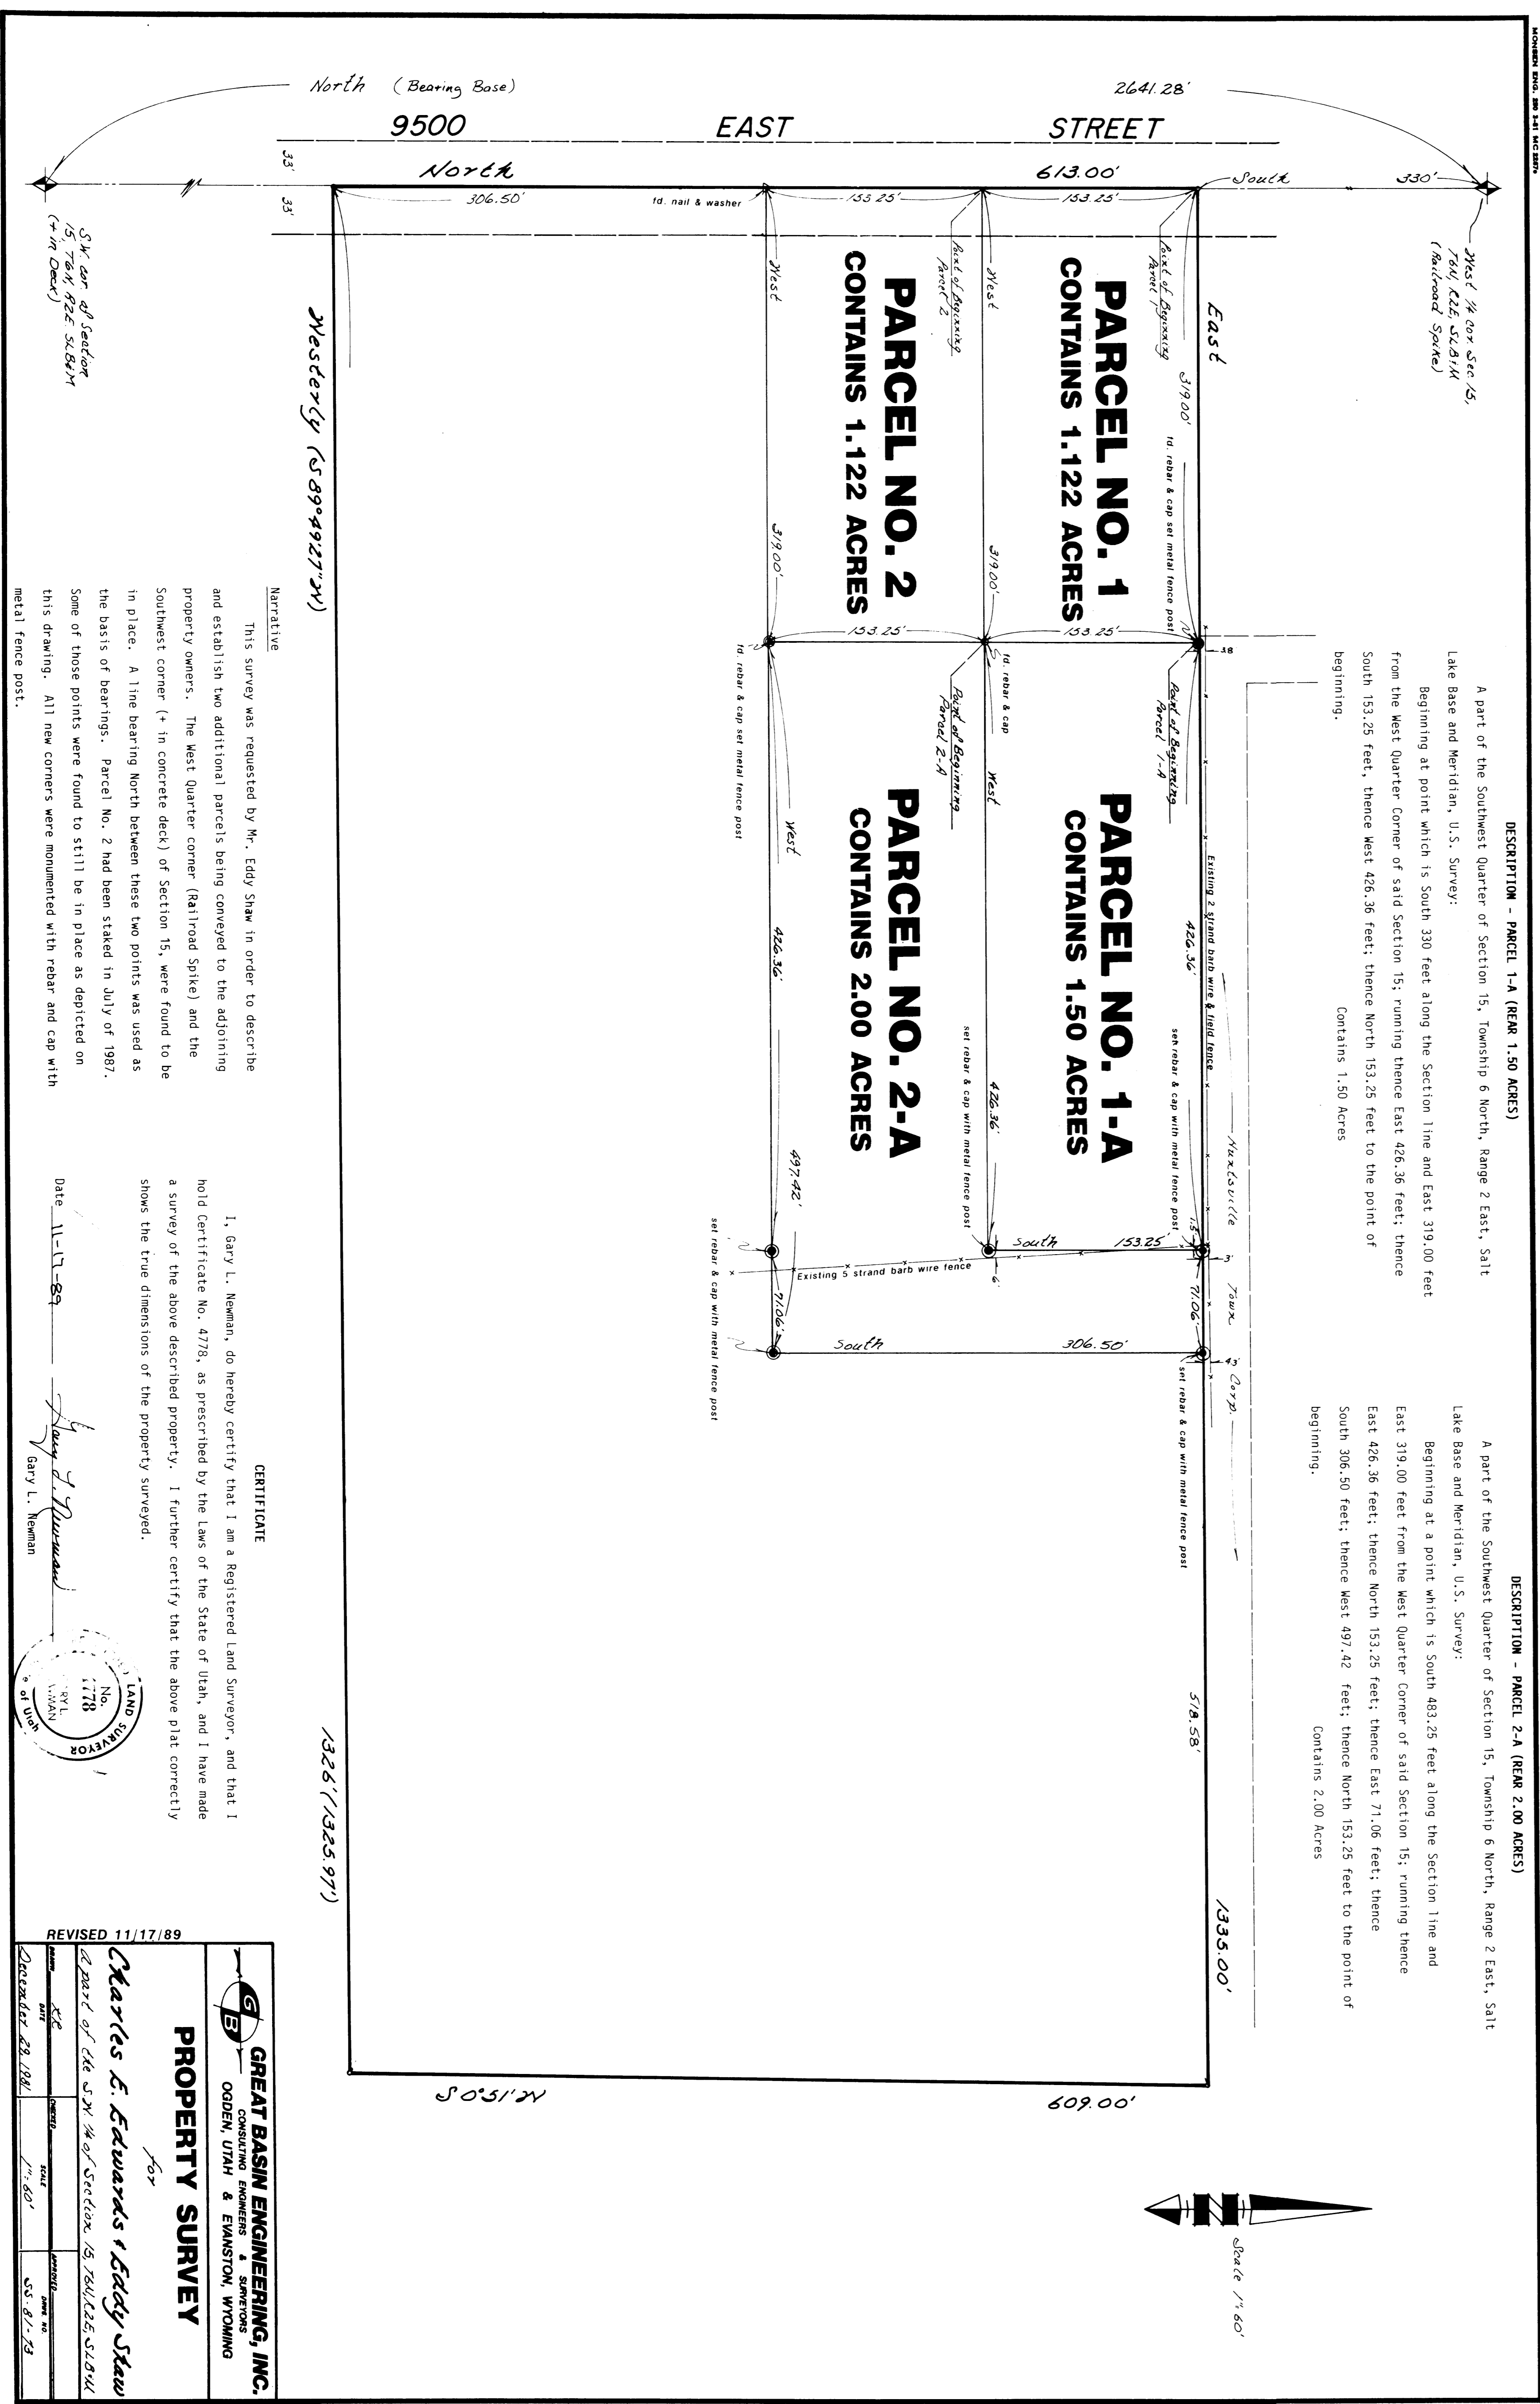 MONSEN ENG.
North (Bearing Base)
2641.28'
9500 EAST STREET
33'
33'
North
613.00'
South
330'
306.50'
fd. nail & washer
153.25'
153.25'
West 1/4 cor. Sec. 15,
T6N, R2E, SLB&M
(Railroad Spike)
S.W. cor. of Section
15, T6N, R2E SLB&M
(+ in Deck)
DESCRIPTION - PARCEL 1-A (REAR 1.50 ACRES)
A part of the Southwest Quarter of Section 15, Township 6 North, Range 2 East, Salt
Lake Base and Meridian, U.S. Survey:
Beginning at point which is South 330 feet along the Section line and East 319.00 feet
from the West Quarter Corner of said Section 15; running thence East 426.36 feet; thence
South 153.25 feet, thence West 426.36 feet; thence North 153.25 feet to the point of
beginning.
Contains 1.50 Acres
DESCRIPTION - PARCEL 2-A (REAR 2.00 ACRES)
A part of the Southwest Quarter of Section 15, Township 6 North, Range 2 East, Salt
Lake Base and Meridian, U.S. Survey:
Beginning at a point which is South 483.25 feet along the Section line and
East 319.00 feet from the West Quarter Corner of said Section 15; running thence
East 426.36 feet; thence North 153.25 feet; thence East 71.06 feet; thence
South 306.50 feet; thence West 497.42 feet; thence North 153.25 feet to the point of
beginning.
Contains 2.00 Acres
East
1335.00'
Point of Beginning
Parcel 1
319.00'
fd. rebar & cap set metal fence post
PARCEL NO. 1
CONTAINS 1.122 ACRES
West
319.00'
Point of Beginning
Parcel 2
PARCEL NO. 2
CONTAINS 1.122 ACRES
West
319.00'
153.25'
153.25'
38
Huntsville Town Corp.
Existing 2 strand barb wire & field fence
Point of Beginning
Parcel 1-A
426.36'
set rebar & cap with metal fence post
PARCEL NO. 1-A
CONTAINS 1.50 ACRES
fd. rebar & cap
West
426.36'
set rebar & cap with metal fence post
Point of Beginning
Parcel 2-A
PARCEL NO. 2-A
CONTAINS 2.00 ACRES
West
426.36'
497.42'
fd. rebar & cap set metal fence post
set rebar & cap with metal fence post
South
153.25'
1.5'
3'
6'
Existing 5 strand barb wire fence
71.06'
71.06'
South
306.50'
43'
set rebar & cap with metal fence post
518.58'
S 0°51' W
609.00'
Westerly (S 89°49'27" W)
1326' (1325.97')
Scale 1"=60'
N
Narrative
This survey was requested by Mr. Eddy Shaw in order to describe
and establish two additional parcels being conveyed to the adjoining
property owners. The West Quarter corner (Railroad Spike) and the
Southwest corner (+ in concrete deck) of Section 15, were found to be
in place. A line bearing North between these two points was used as
the basis of bearings. Parcel No. 2 had been staked in July of 1987.
Some of those points were found to still be in place as depicted on
this drawing. All new corners were monumented with rebar and cap with
metal fence post.
CERTIFICATE
I, Gary L. Newman, do hereby certify that I am a Registered Land Surveyor, and that I
hold Certificate No. 4778, as prescribed by the Laws of the State of Utah, and I have made
a survey of the above described property. I further certify that the above plat correctly
shows the true dimensions of the property surveyed.
Date 11-17-89
Gary L. Newman
Gary L. Newman
LAND SURVEYOR
No.
of Utah
REVISED 11/17/89
GB
GREAT BASIN ENGINEERING, INC.
CONSULTING ENGINEERS & SURVEYORS
OGDEN, UTAH & EVANSTON, WYOMING
PROPERTY SURVEY
for
Charles E. Edwards & Eddy Shaw
a part of the S.W. 1/4 of Section 15, T6N, R2E, SLB&M
DRAWN
CHECKED
APPROVED
DATE
December 29, 1981
SCALE
1"=60'
DWG. NO.
SS-81-73